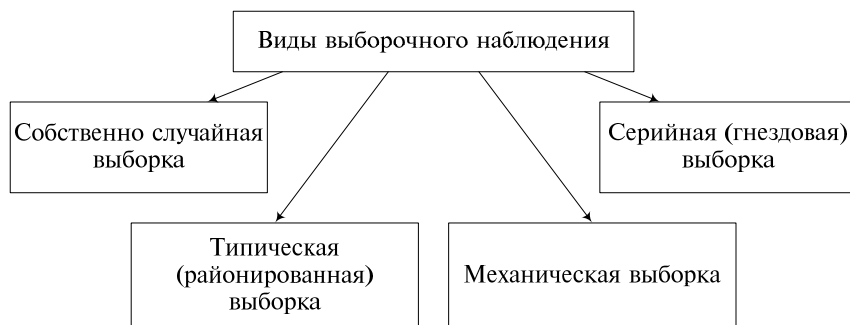 Виды выборочного наблюдения
Собственно случайная
выборка
Серийная (гнездовая)
выборка
Типическая
(районированная)
выборка
Механическая выборка